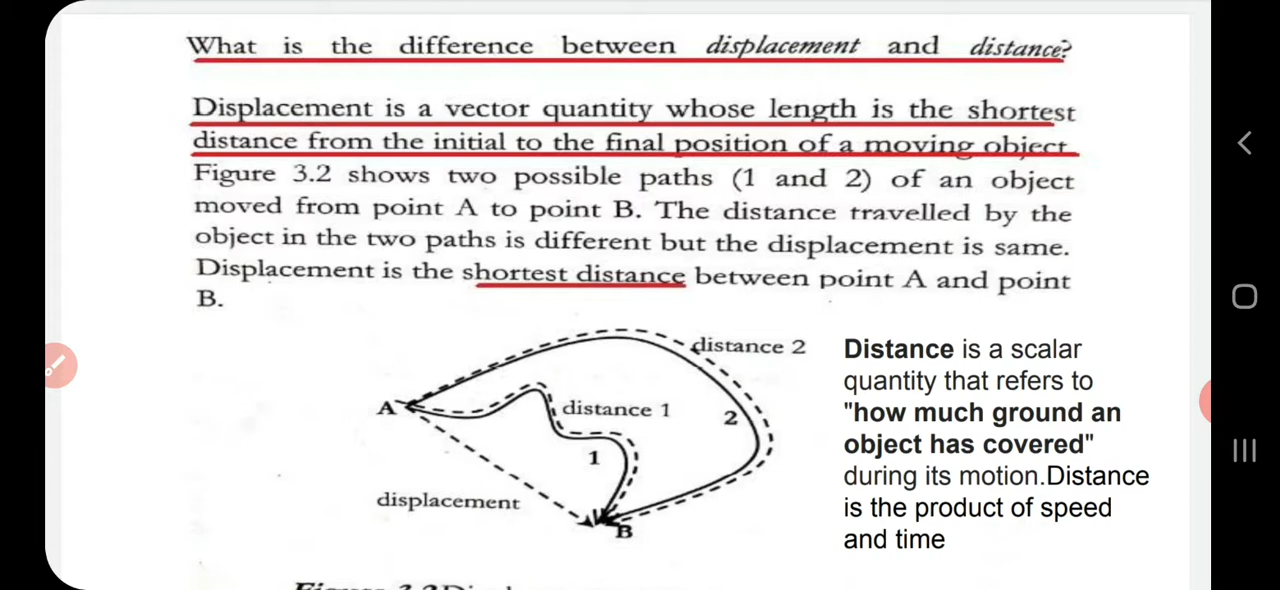 What is the difference between displacement and distance?
Displacement is a vector quantity whose length is the shortest
distance from the initial to the final position of a moving object.
Figure 3.2 shows two possible paths (1 and 2) of an object
moved from point A to point B. The distance travelled by the
object in the two paths is different but the displacement is same.
Displacement is the shortest distance between point A and point
B.
distance 2
A
distance 1
2
1
displacement
B
Distance is a scalar
quantity that refers to
"how much ground an
object has covered"
during its motion.Distance
is the product of speed
and time